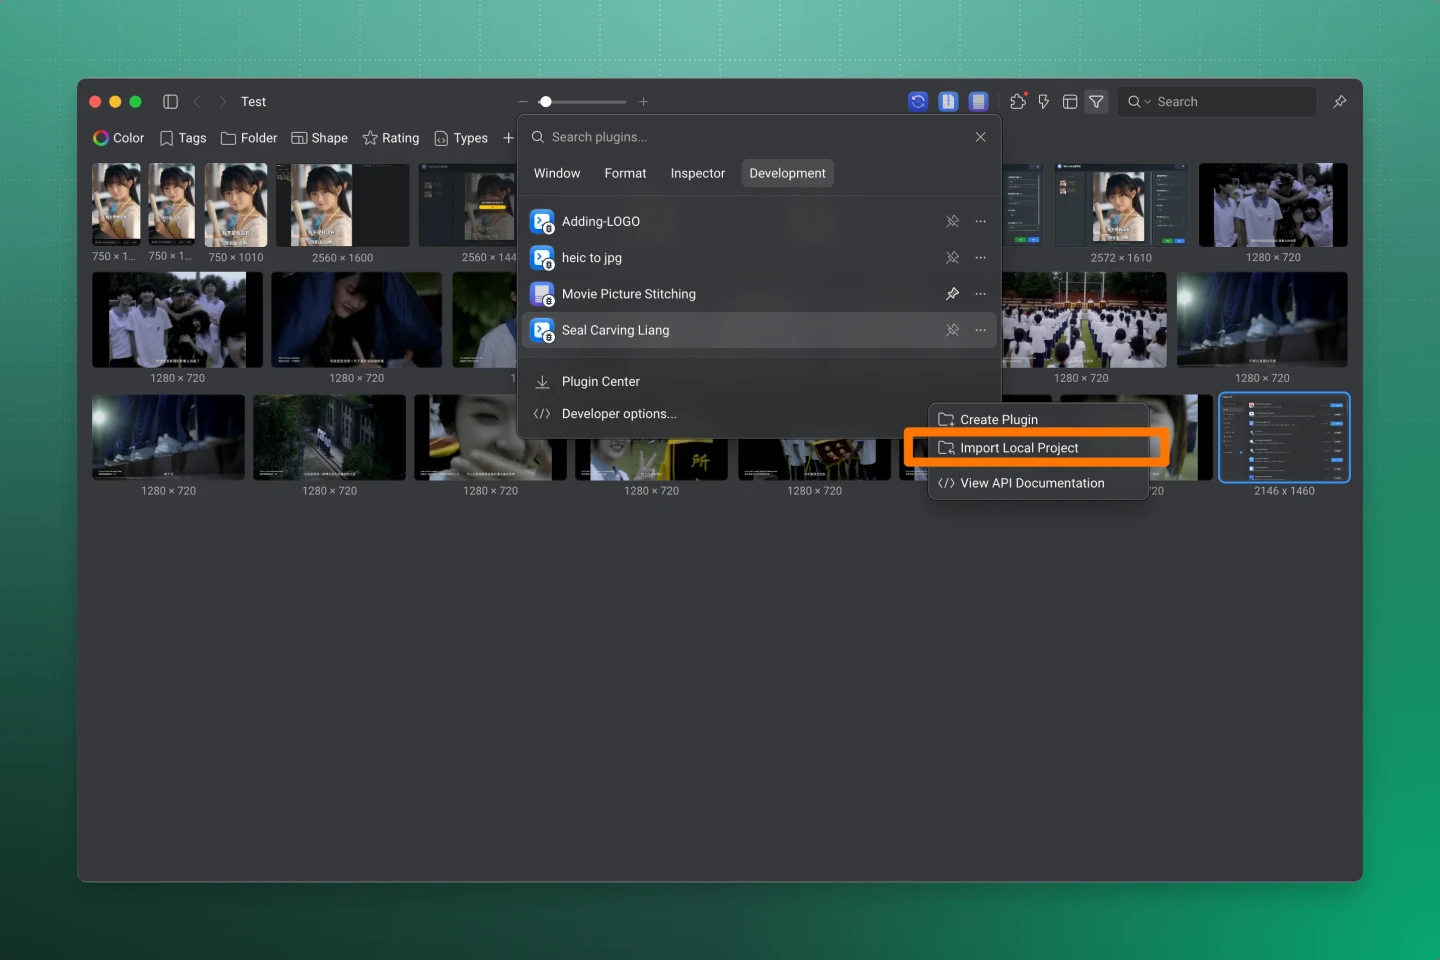 Test
Search
Color
Tags
Folder
Shape
Rating
Types
Search plugins...
Window
Format
Inspector
Development
Adding-LOGO
heic to jpg
Movie Picture Stitching
Seal Carving Liang
Plugin Center
Developer options...
Create Plugin
Import Local Project
View API Documentation
750 × 1...
750 × 1...
750 × 1010
2560 × 1600
2560 × 144
2572 × 1610
1280 × 720
1280 × 720
1280 × 720
1280 × 720
1280 × 720
所
1280 × 720
1280 × 720
1280 × 720
1280 × 720
1280 × 720
720
2146 x 1460